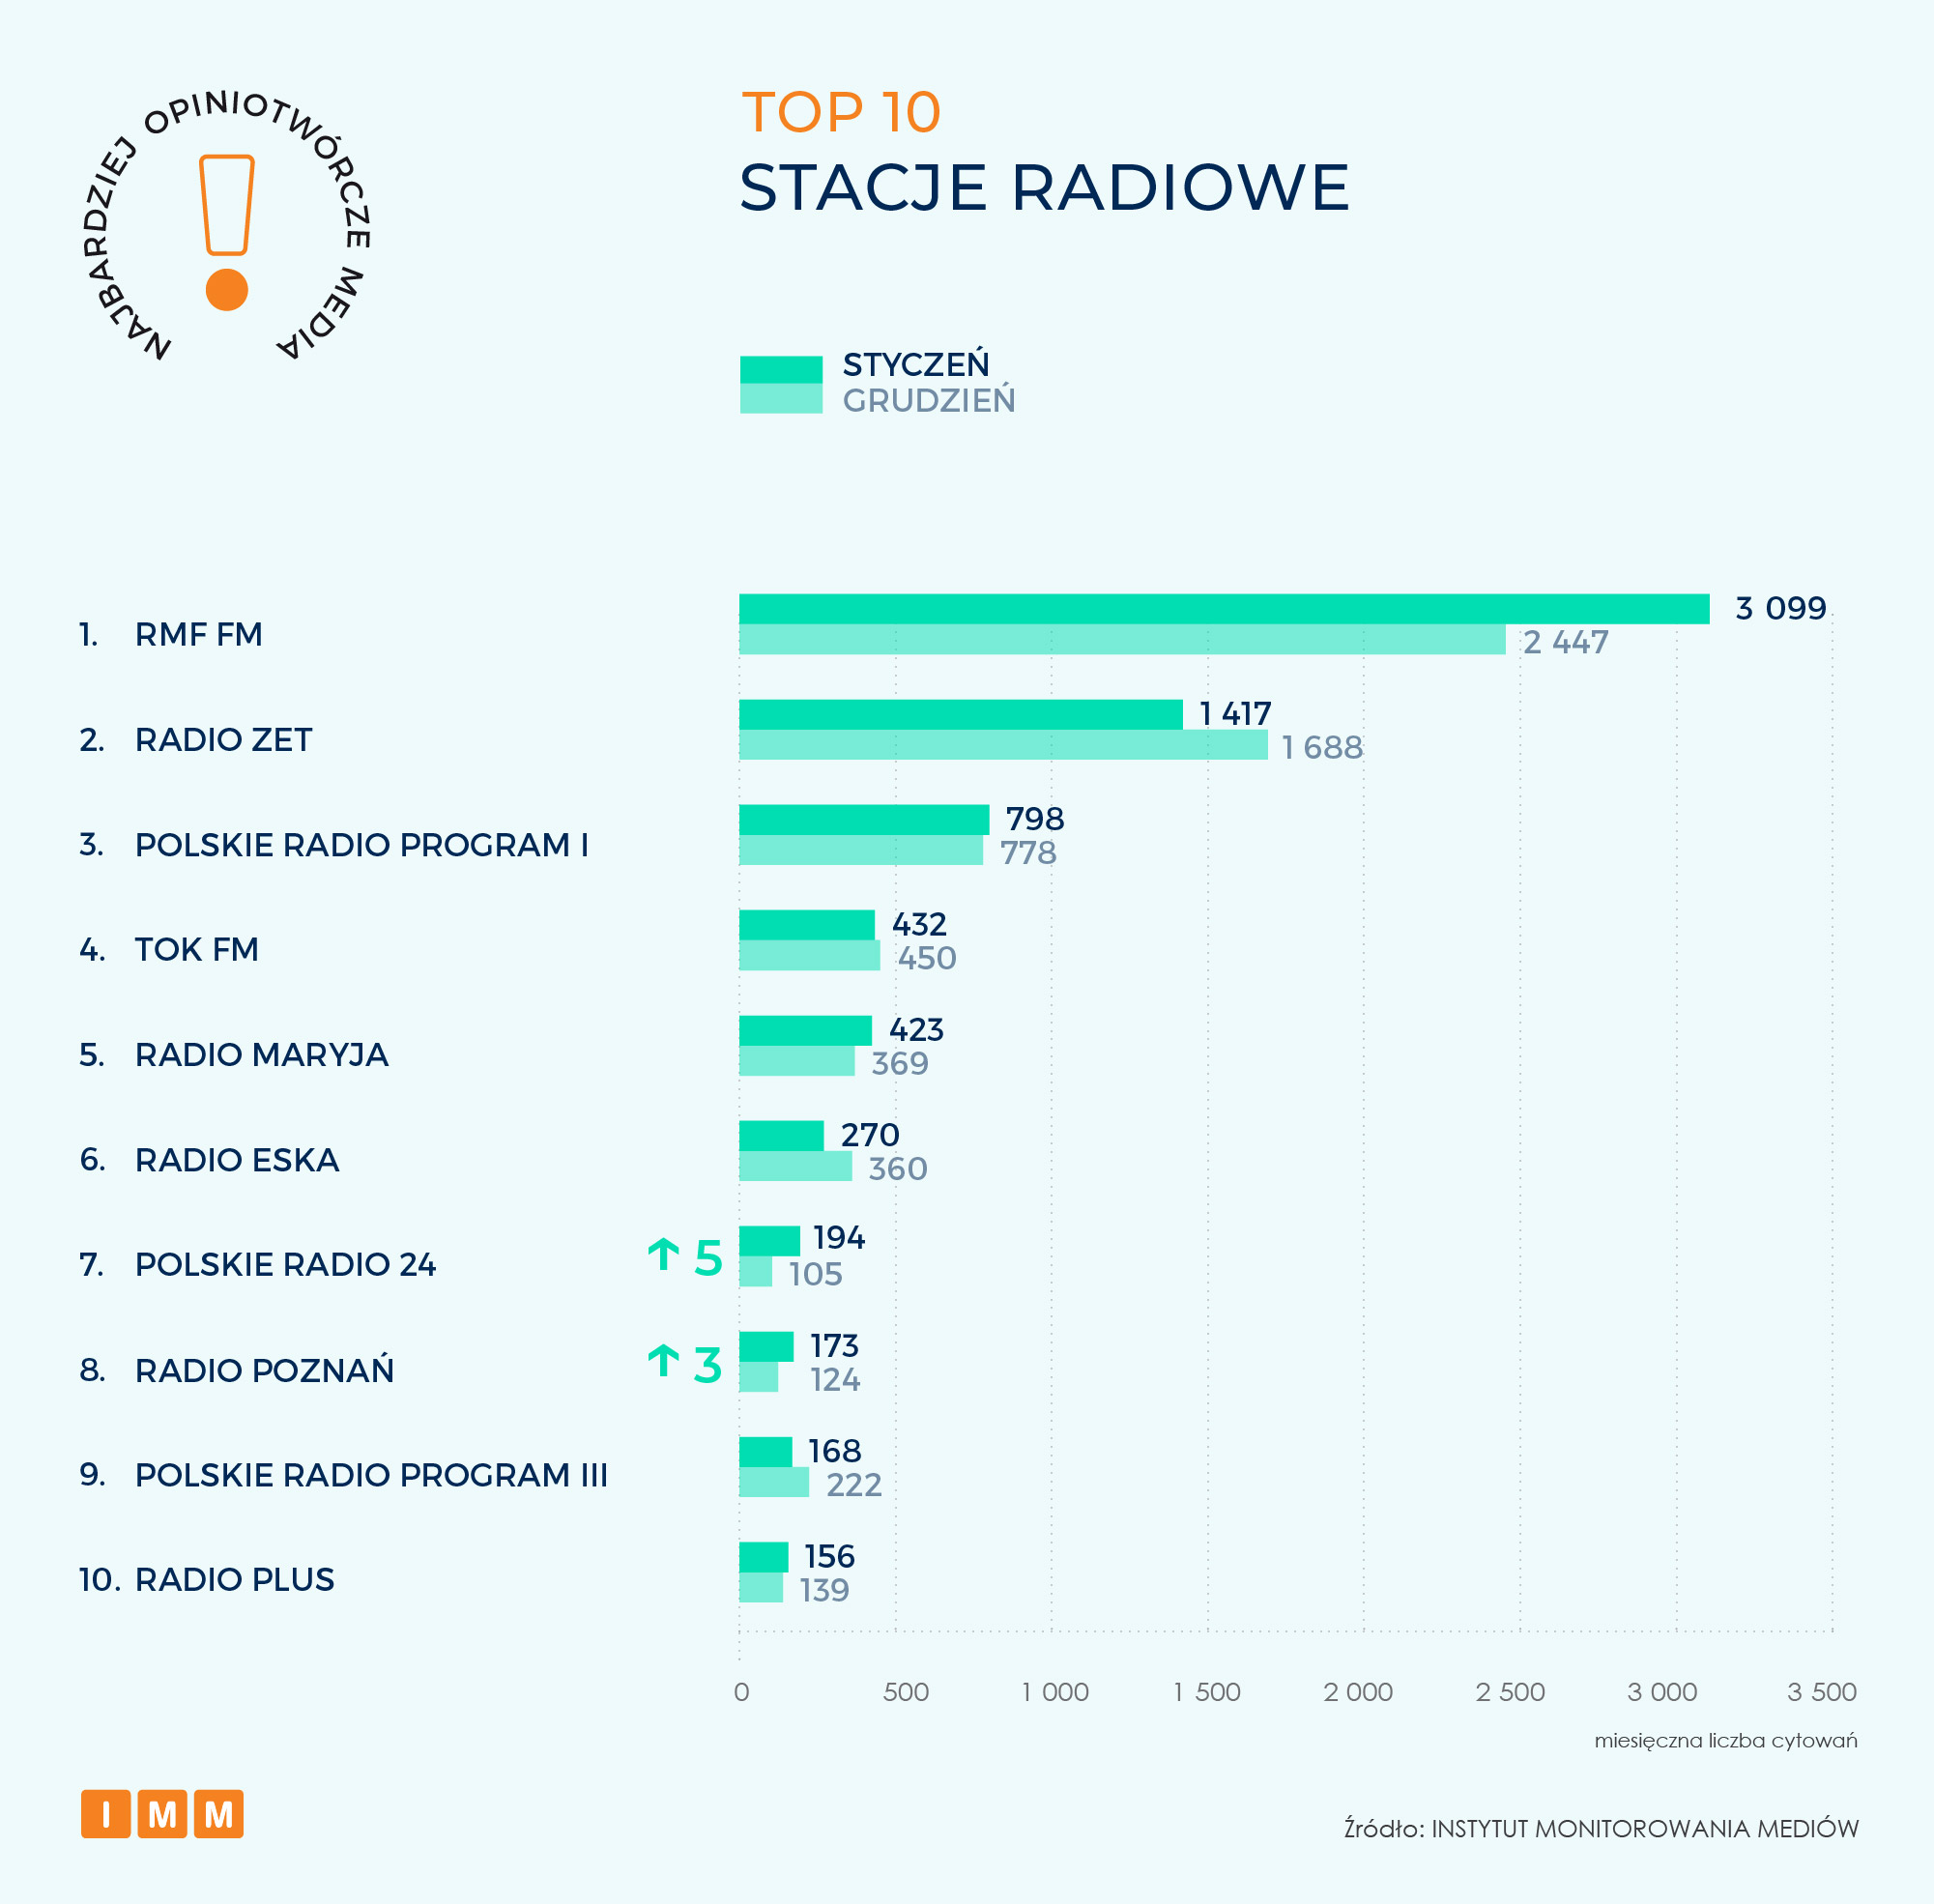 NAJBARDZIEJ OPINIOTWÓRCZE MEDIA
TOP 10
STACJE RADIOWE
STYCZEŃ
GRUDZIEŃ
1. RMF FM 3 099
2 447
2. RADIO ZET 1 417
1 688
3. POLSKIE RADIO PROGRAM I 798
778
4. TOK FM 432
450
5. RADIO MARYJA 423
369
6. RADIO ESKA 270
360
7. POLSKIE RADIO 24 ↑ 5 194
105
8. RADIO POZNAŃ ↑ 3 173
124
9. POLSKIE RADIO PROGRAM III 168
222
10. RADIO PLUS 156
139
0 500 1 000 1 500 2 000 2 500 3 000 3 500
miesięczna liczba cytowań
IMM
Źródło: INSTYTUT MONITOROWANIA MEDIÓW